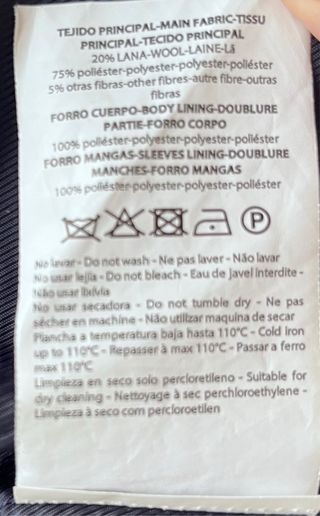 TEJIDO PRINCIPAL-MAIN FABRIC-TISSU
PRINCIPAL-TECIDO PRINCIPAL
20% LANA-WOOL-LAINE-Lã
75% poliéster-polyester-polyester-poliéster
5% otras fibras-other fibres-autre fibre-outras
fibras
FORRO CUERPO-BODY LINING-DOUBLURE
PARTIE-FORRO CORPO
100% poliéster-polyester-polyester-poliéster
FORRO MANGAS-SLEEVES LINING-DOUBLURE
MANCHES-FORRO MANGAS
100% poliéster-polyester-polyester-poliéster
P
No lavar - Do not wash - Ne pas laver - Não lavar
No usar lejía - Do not bleach - Eau de Javel interdite -
Não usar lixívia
No usar secadora - Do not tumble dry - Ne pas
sécher en machine - Não utilizar maquina de secar
Plancha a temperatura baja hasta 110°C - Cold Iron
up to 110°C - Repasser à max 110°C - Passar a ferro
max 110°C
Limpieza en seco solo percloretileno - Suitable for
dry cleaning - Nettoyage à sec perchloroethylene -
Limpieza à seco com percloroetilen